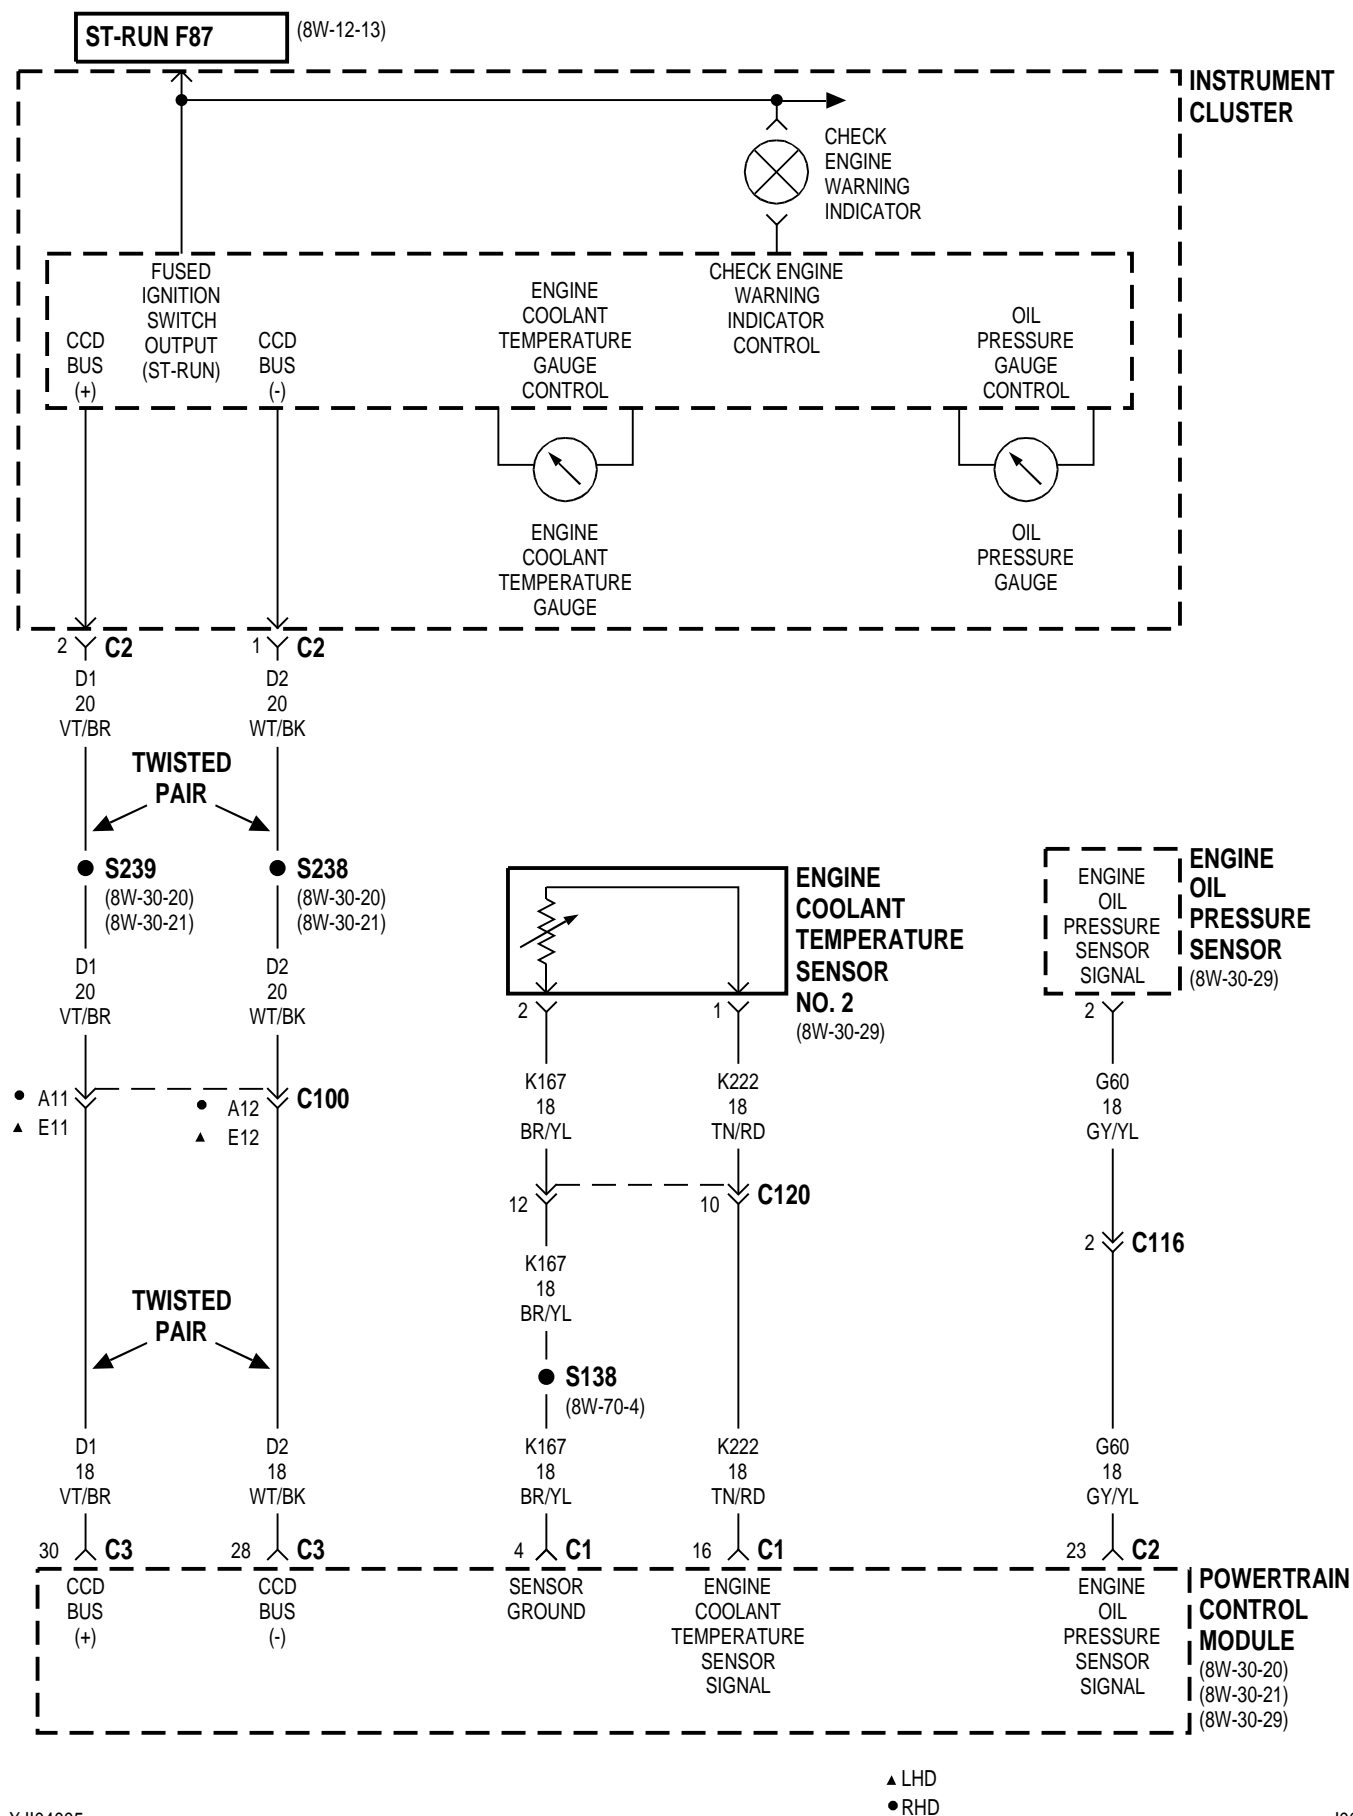 ST-RUN F87
(8W-12-13)
INSTRUMENT
CLUSTER
CHECK
ENGINE
WARNING
INDICATOR
FUSED
IGNITION
SWITCH
OUTPUT
(ST-RUN)
CCD
BUS
(+)
CCD
BUS
(-)
ENGINE
COOLANT
TEMPERATURE
GAUGE
CONTROL
CHECK ENGINE
WARNING
INDICATOR
CONTROL
OIL
PRESSURE
GAUGE
CONTROL
ENGINE
COOLANT
TEMPERATURE
GAUGE
OIL
PRESSURE
GAUGE
2 C2
1 C2
D1
20
VT/BR
D2
20
WT/BK
TWISTED
PAIR
S239
(8W-30-20)
(8W-30-21)
S238
(8W-30-20)
(8W-30-21)
D1
20
VT/BR
D2
20
WT/BK
ENGINE
COOLANT
TEMPERATURE
SENSOR
NO. 2
(8W-30-29)
ENGINE
OIL
PRESSURE
SENSOR
SIGNAL
ENGINE
OIL
PRESSURE
SENSOR
(8W-30-29)
2
1
2
K167
18
BR/YL
K222
18
TN/RD
G60
18
GY/YL
● A11
▲ E11
● A12
▲ E12
C100
12
10
C120
2 C116
K167
18
BR/YL
TWISTED
PAIR
S138
(8W-70-4)
D1
18
VT/BR
D2
18
WT/BK
K167
18
BR/YL
K222
18
TN/RD
G60
18
GY/YL
30 C3
28 C3
4 C1
16 C1
23 C2
CCD
BUS
(+)
CCD
BUS
(-)
SENSOR
GROUND
ENGINE
COOLANT
TEMPERATURE
SENSOR
SIGNAL
ENGINE
OIL
PRESSURE
SENSOR
SIGNAL
POWERTRAIN
CONTROL
MODULE
(8W-30-20)
(8W-30-21)
(8W-30-29)
▲ LHD
● RHD